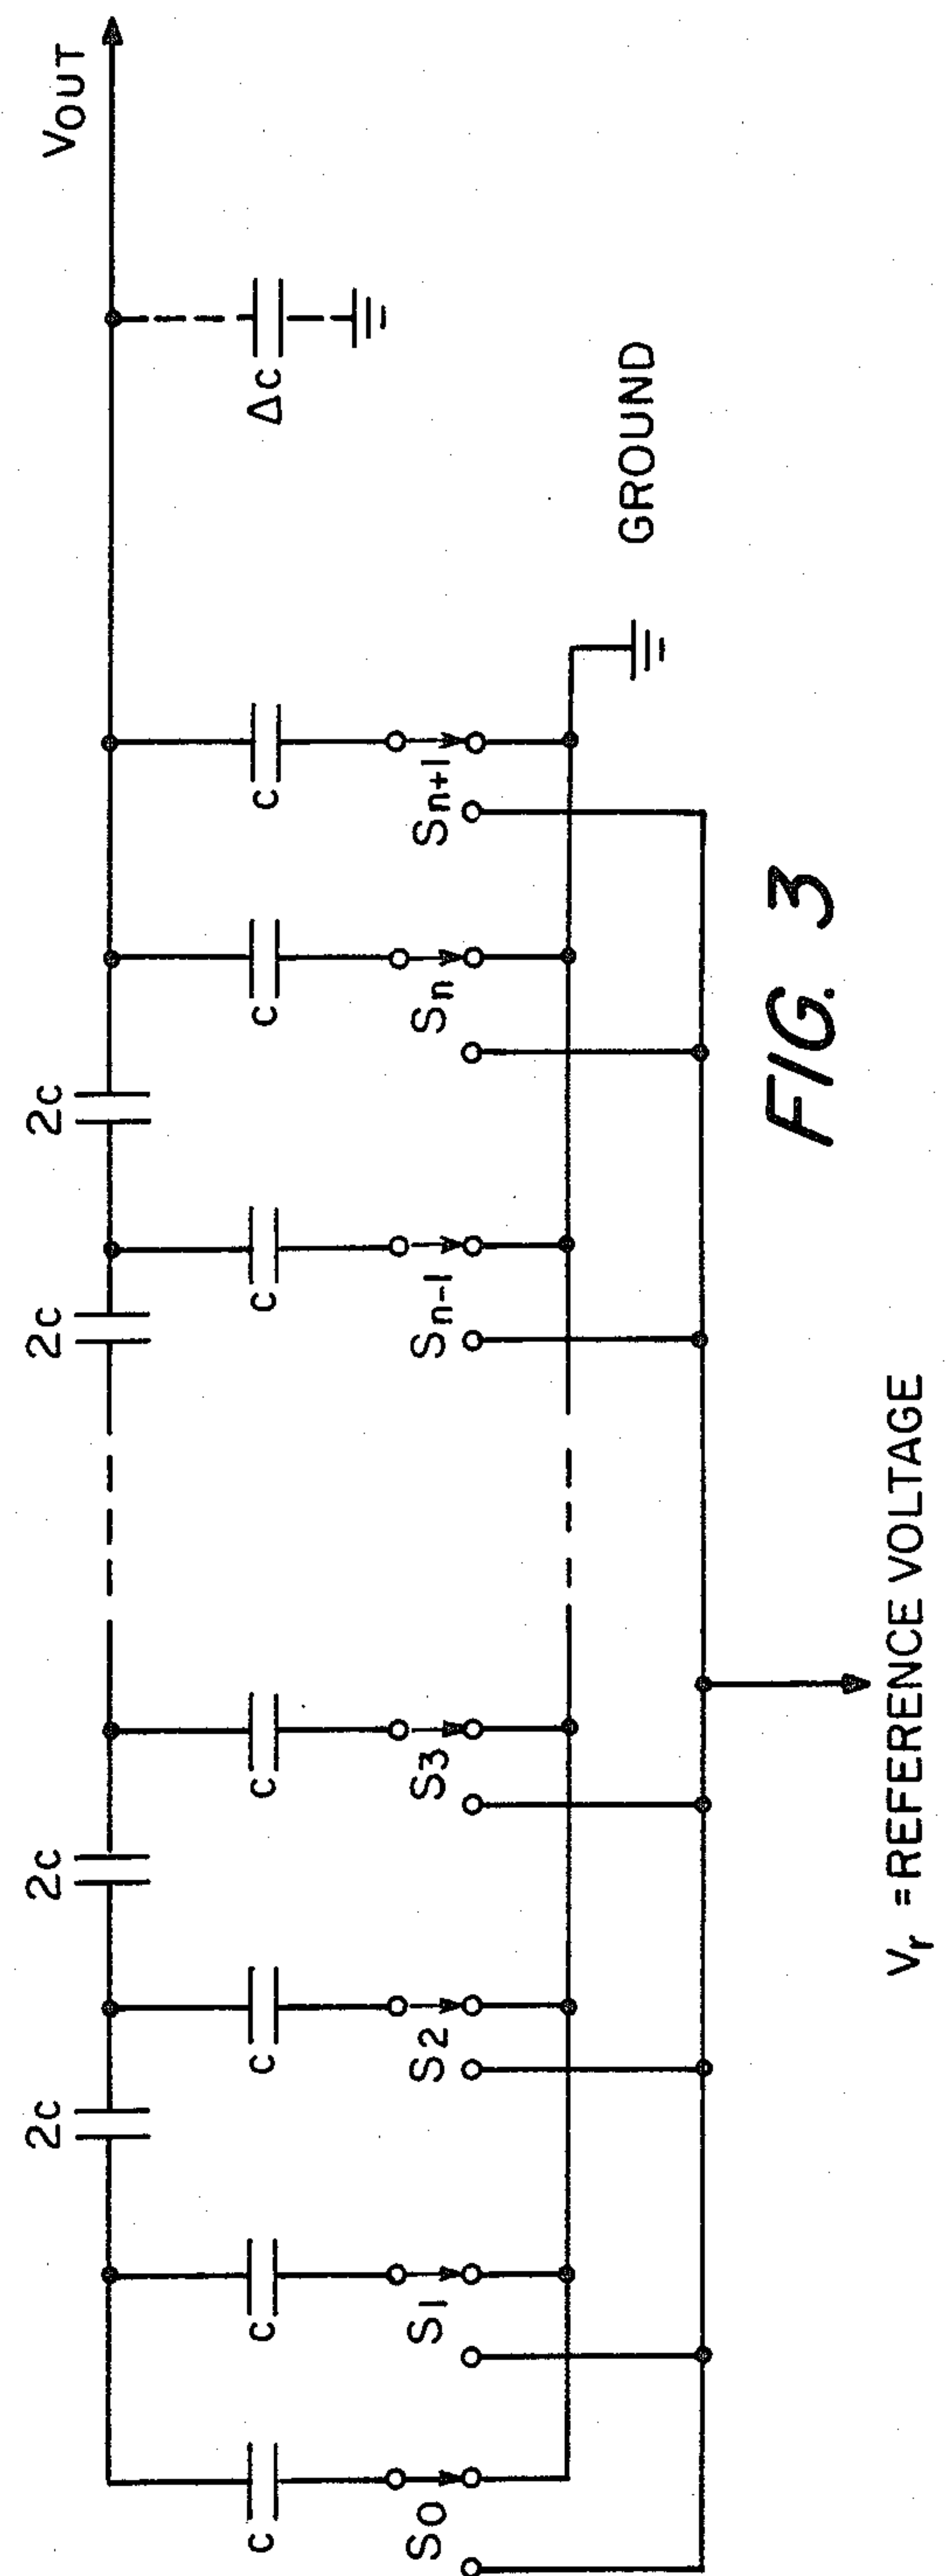 VOUT
2C 2C 2C 2C
C C C C C C C ΔC
S0 S1 S2 S3 Sn-1 Sn Sn+1
GROUND
Vr = REFERENCE VOLTAGE
FIG. 3